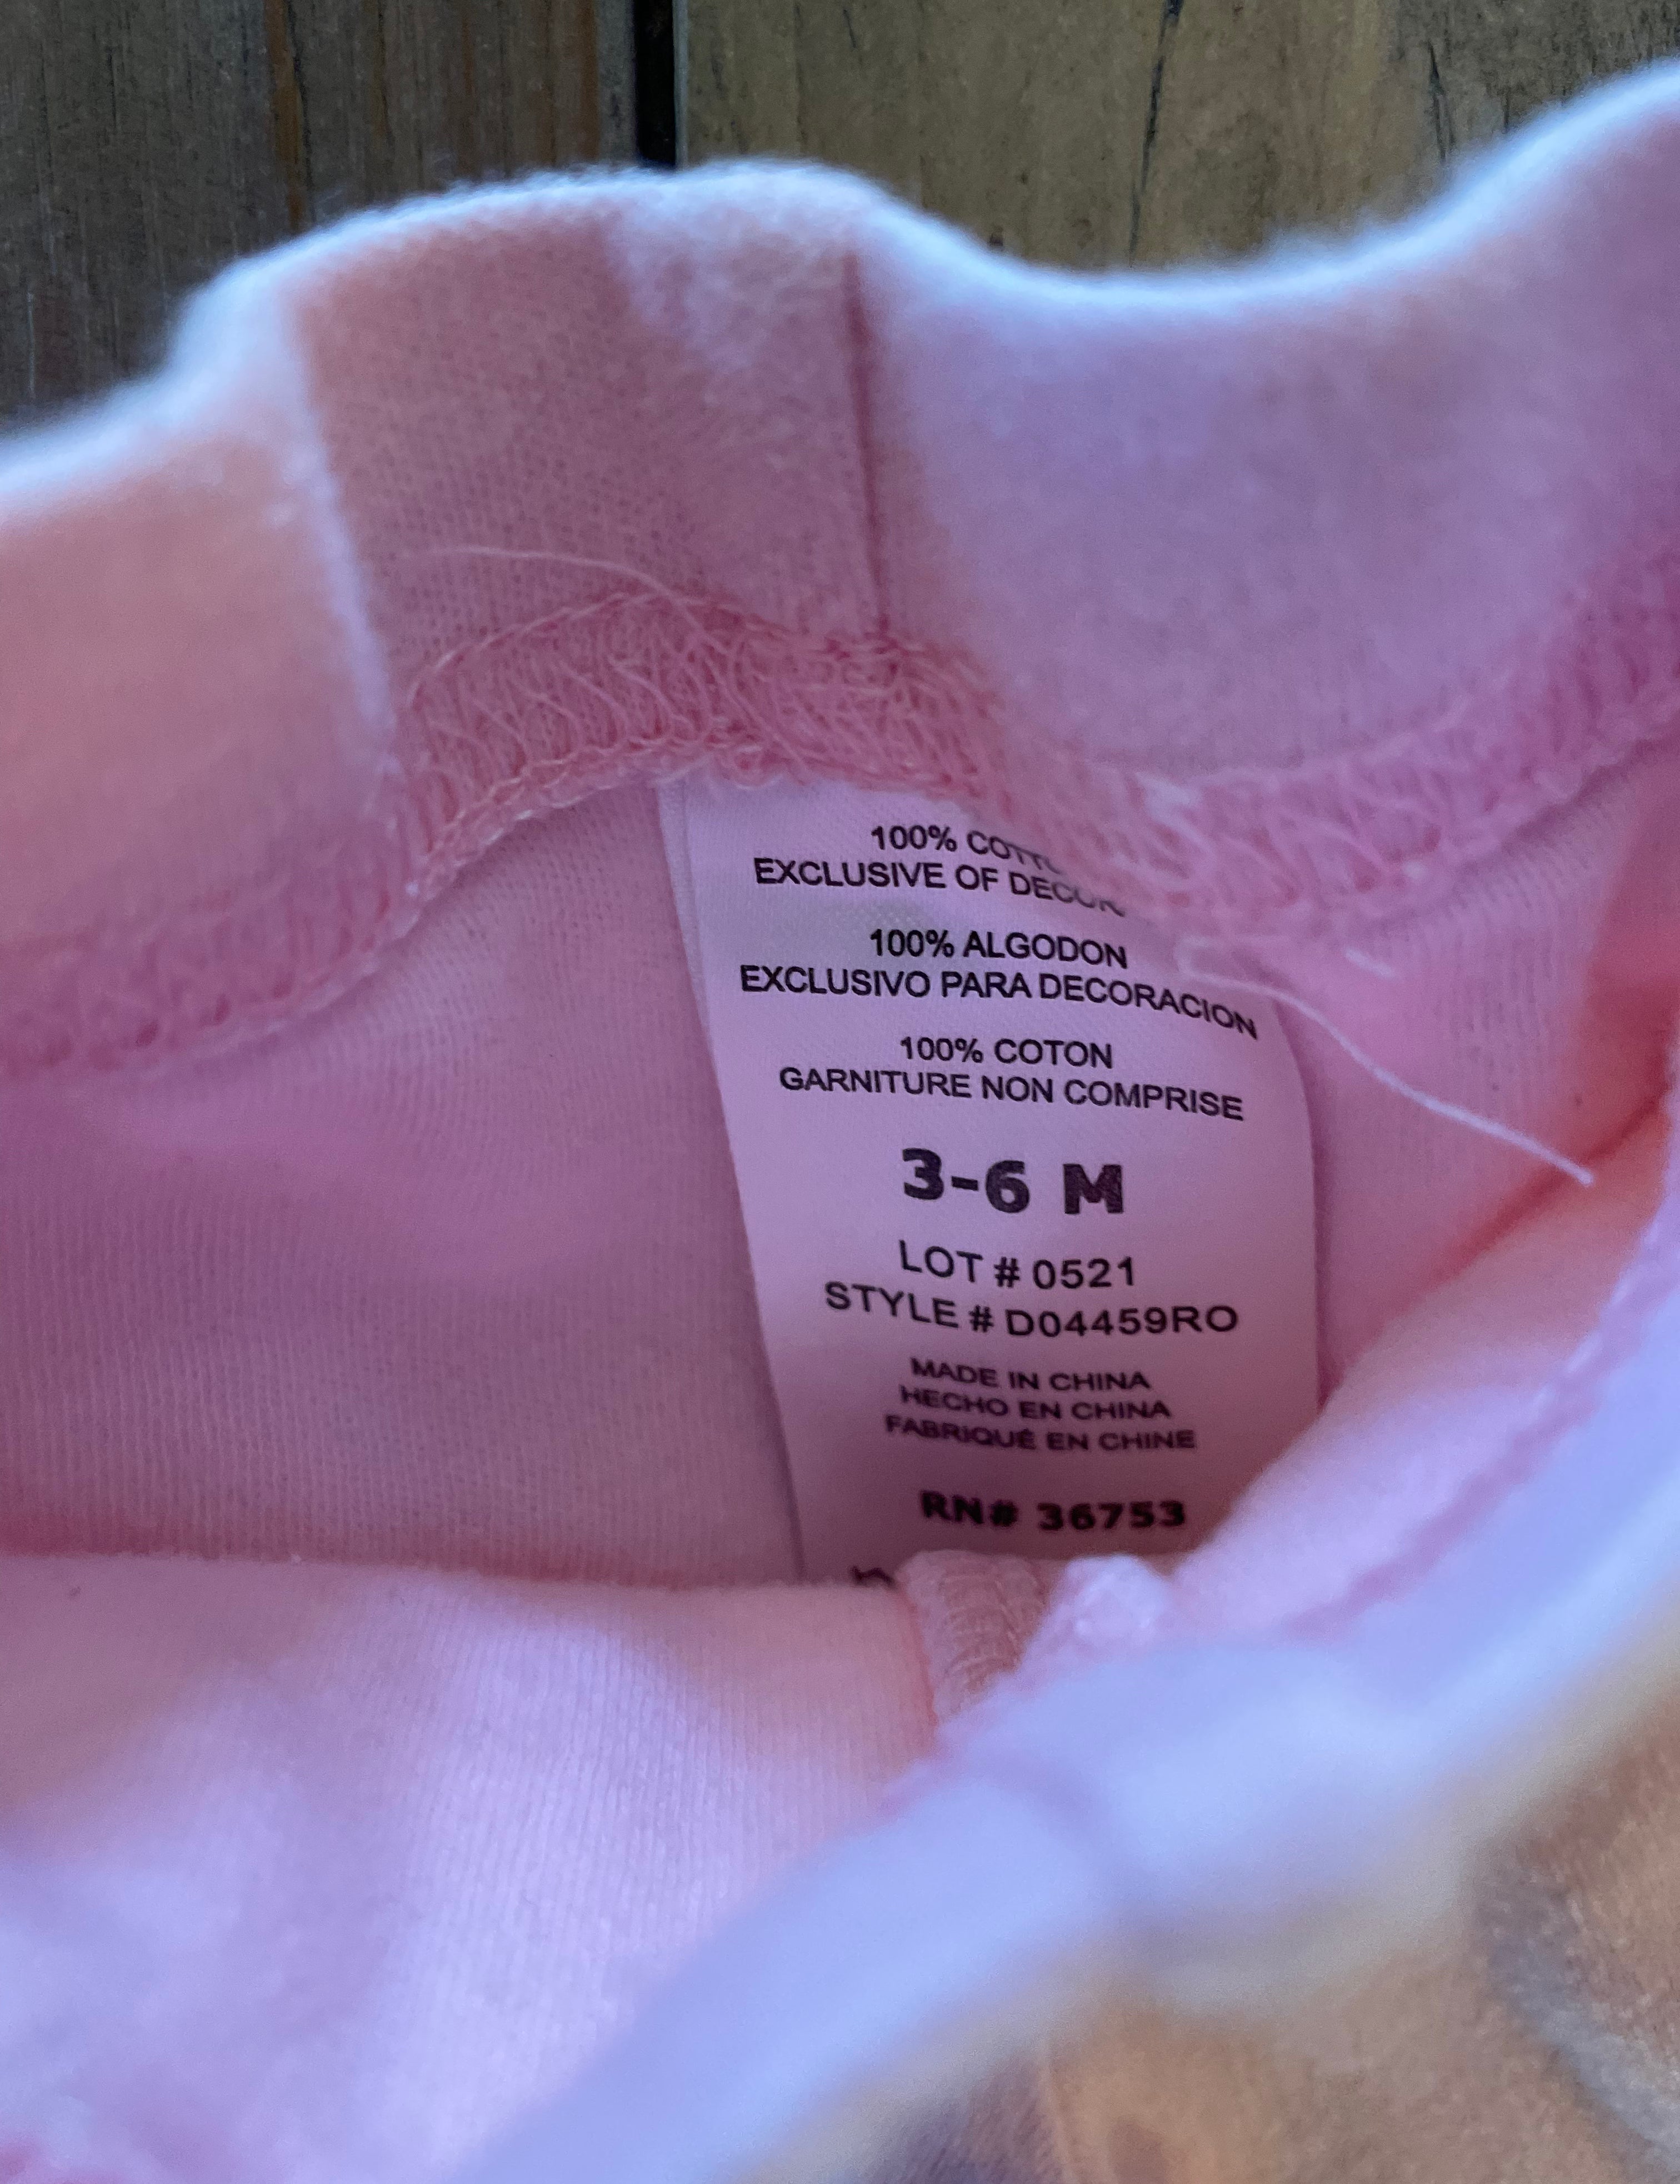 100%
EXCLUSIVE OF
100% ALGODON
EXCLUSIVO PARA DECORACION
100% COTON
GARNITURE NON COMPRISE
3-6 M
LOT # 0521
STYLE # D04459RO
MADE IN CHINA
HECHO EN CHINA
FABRIQUÉ EN CHINE
RN# 36753